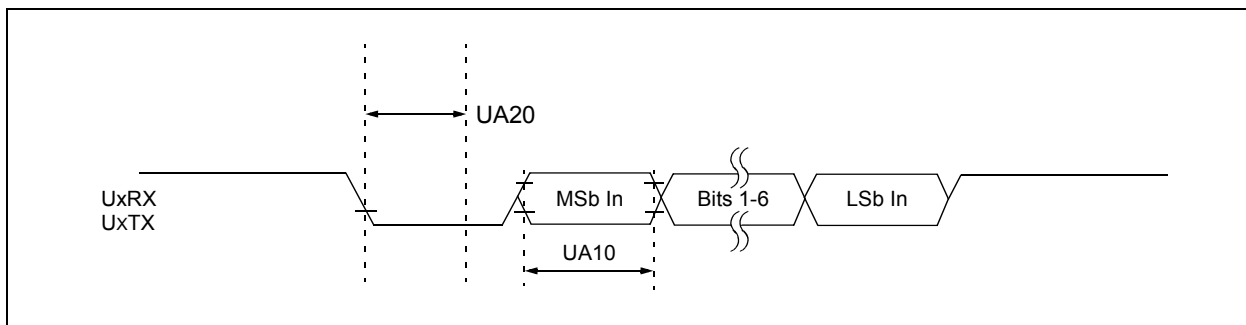 UA20
UxRX
UxTX
MSb In
Bits 1-6
LSb In
UA10